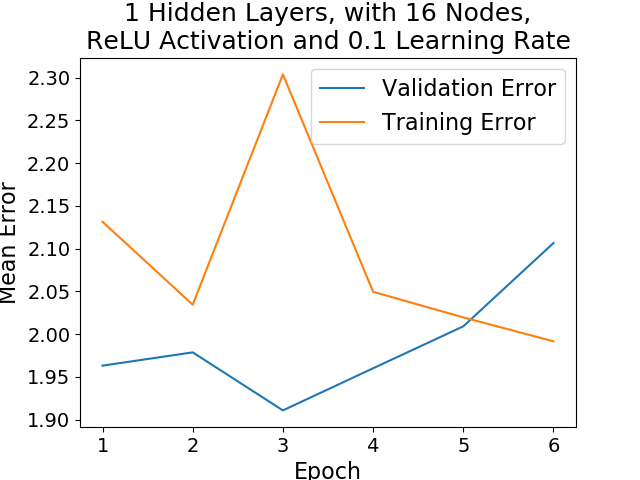 1 Hidden Layers, with 16 Nodes,
ReLU Activation and 0.1 Learning Rate
Validation Error
Training Error
2.30
2.25
2.20
2.15
2.10
2.05
2.00
1.95
1.90
Mean Error
1 2 3 4 5 6
Epoch